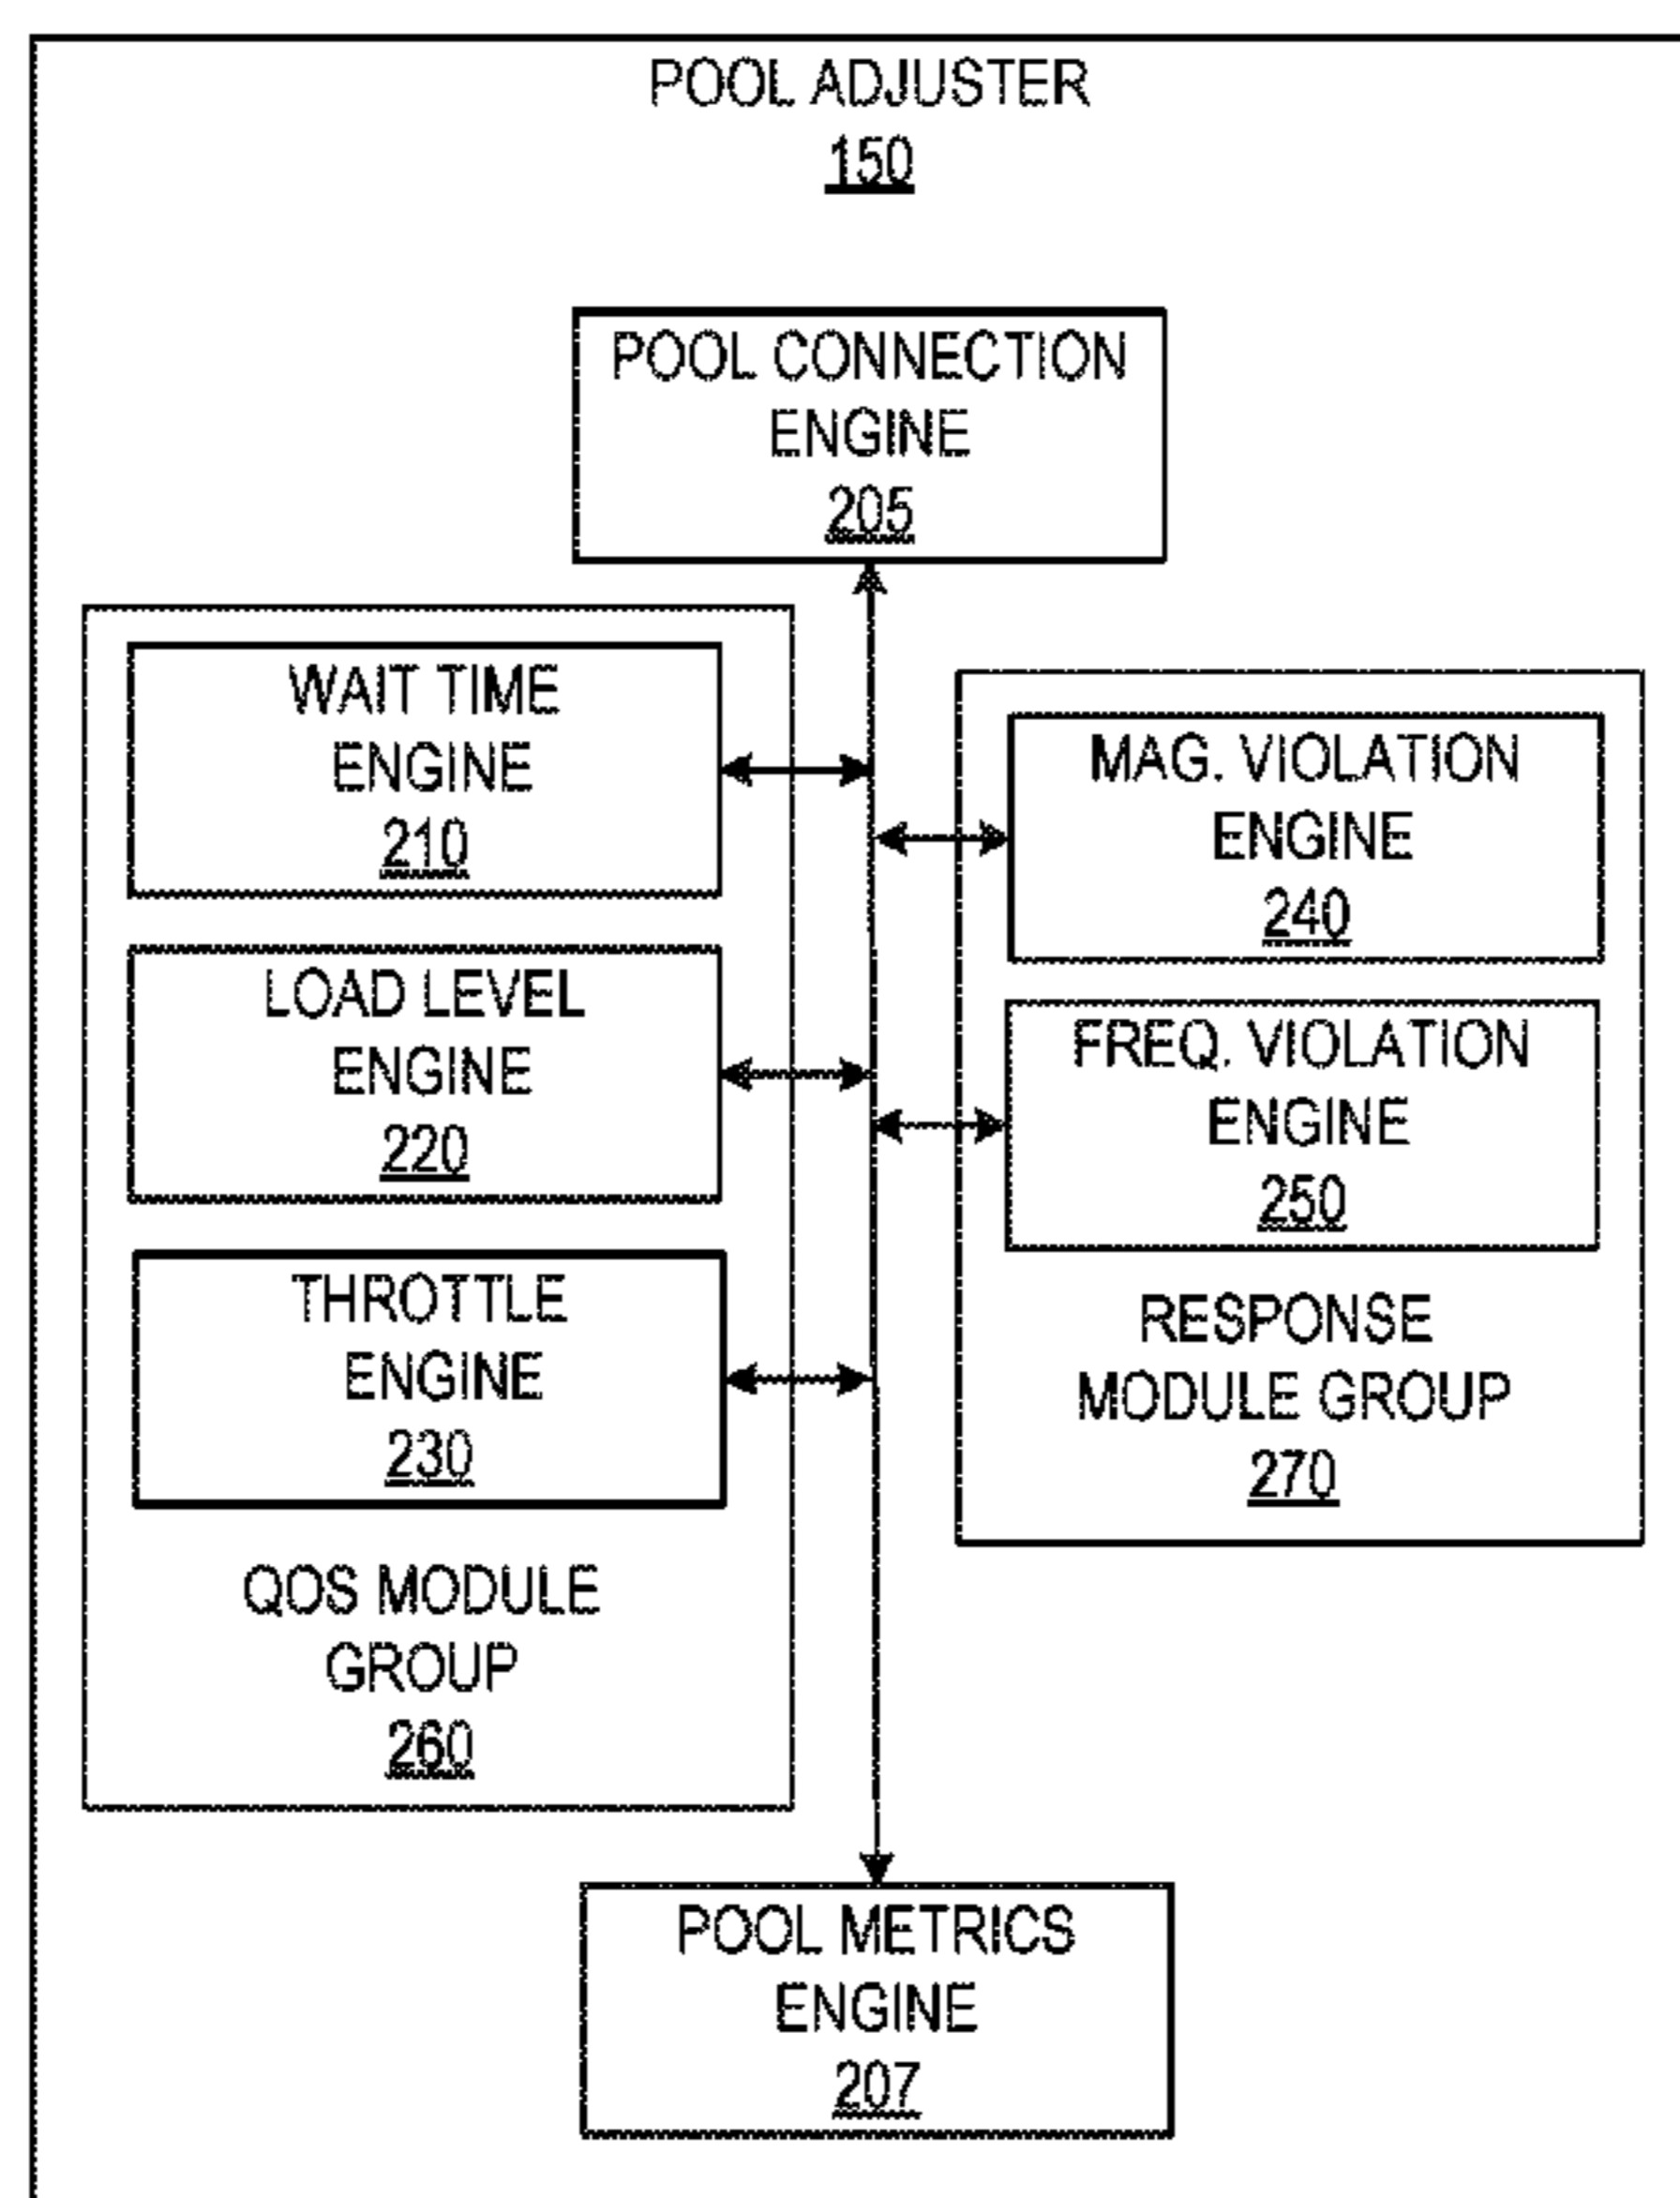 POOL ADJUSTER
150
POOL CONNECTION
ENGINE
205
WAIT TIME
ENGINE
210
LOAD LEVEL
ENGINE
220
THROTTLE
ENGINE
230
QOS MODULE
GROUP
260
MAG. VIOLATION
ENGINE
240
FREQ. VIOLATION
ENGINE
250
RESPONSE
MODULE GROUP
270
POOL METRICS
ENGINE
207